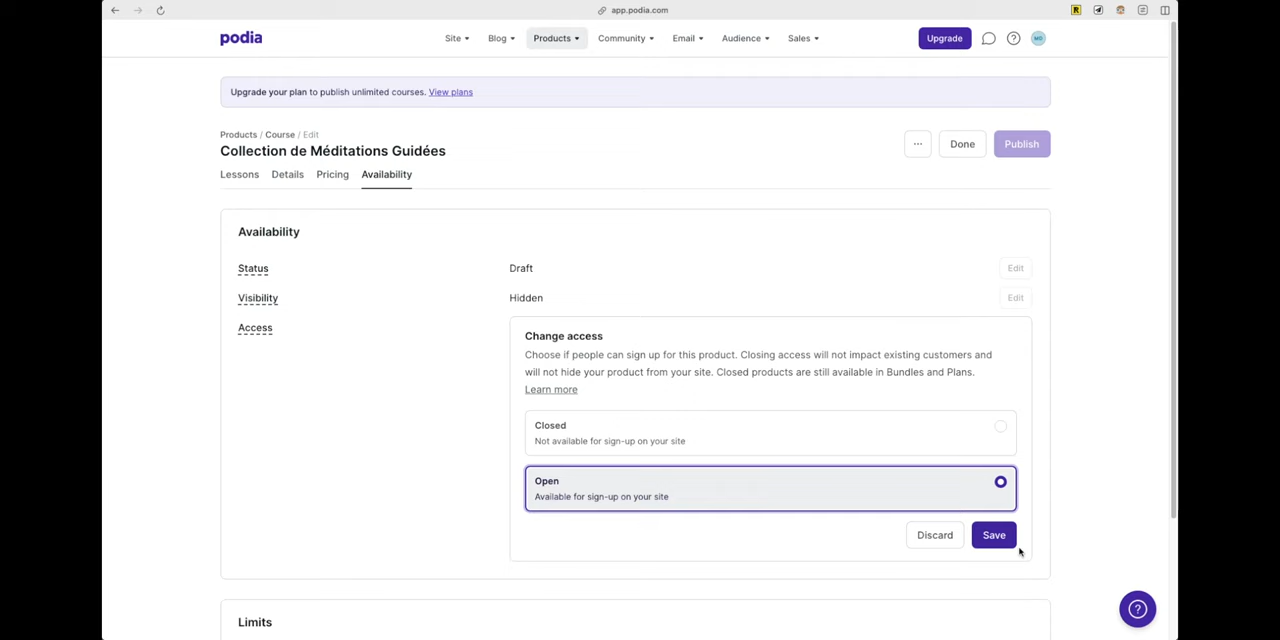 app.podia.com
podia
Site Blog Products Community Email Audience Sales
Upgrade
MD
Upgrade your plan to publish unlimited courses. View plans
Products / Course / Edit
Collection de Méditations Guidées
... Done Publish
Lessons Details Pricing Availability
Availability
Status Draft Edit
Visibility Hidden Edit
Access
Change access
Choose if people can sign up for this product. Closing access will not impact existing customers and
will not hide your product from your site. Closed products are still available in Bundles and Plans.
Learn more
Closed
Not available for sign-up on your site
Open
Available for sign-up on your site
Discard Save
Limits